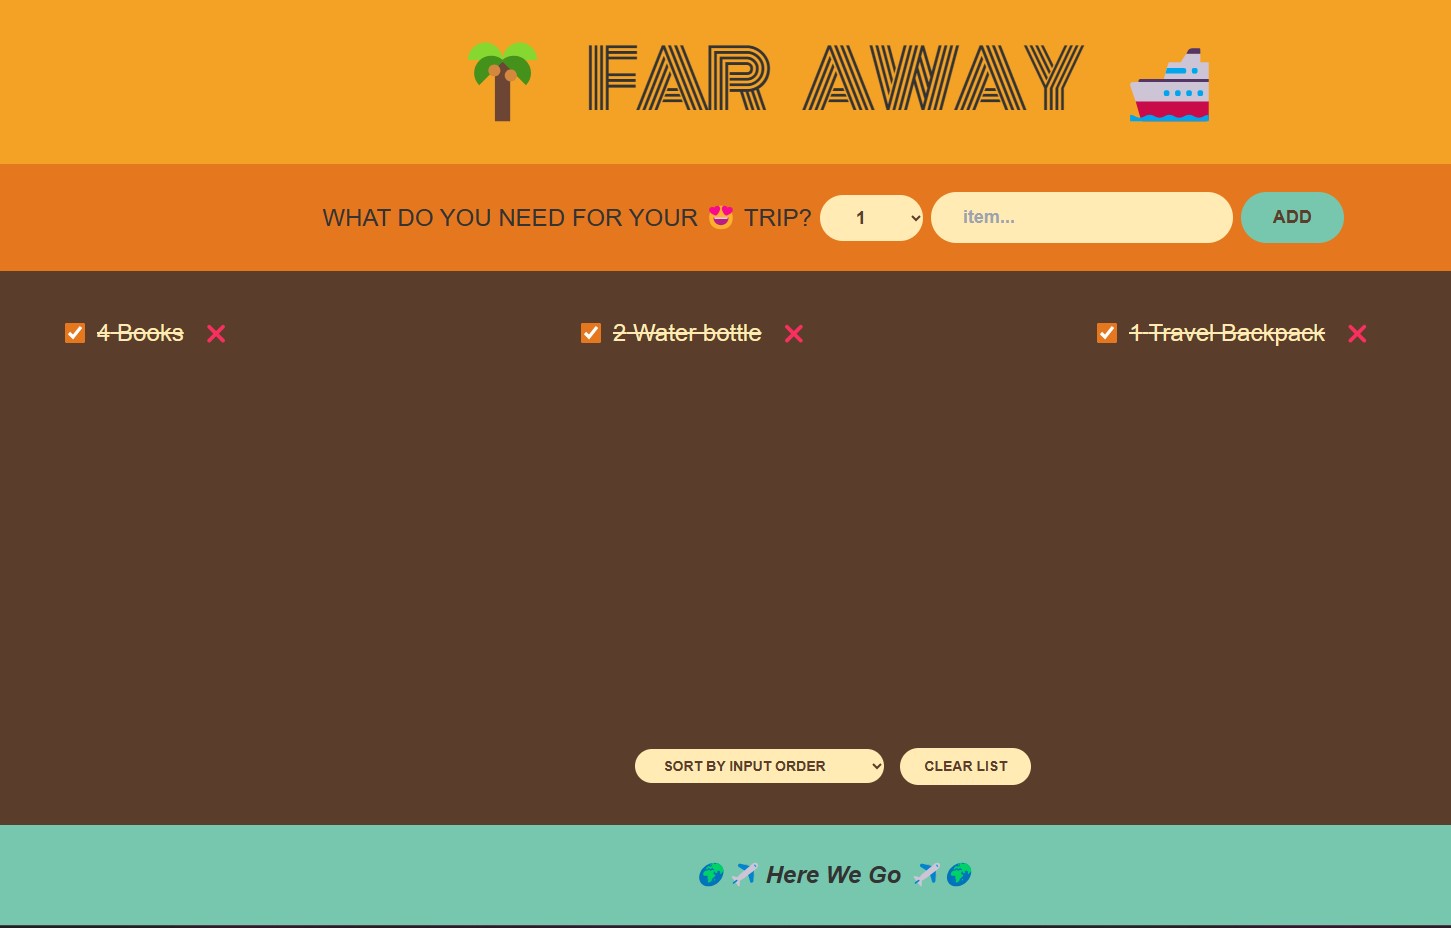 🌴 FAR AWAY 🛳️
WHAT DO YOU NEED FOR YOUR 😍 TRIP? 1 item... ADD
4 Books ❌ 2 Water bottle ❌ 1 Travel Backpack ❌
SORT BY INPUT ORDER CLEAR LIST
🌍 ✈️ Here We Go ✈️ 🌍